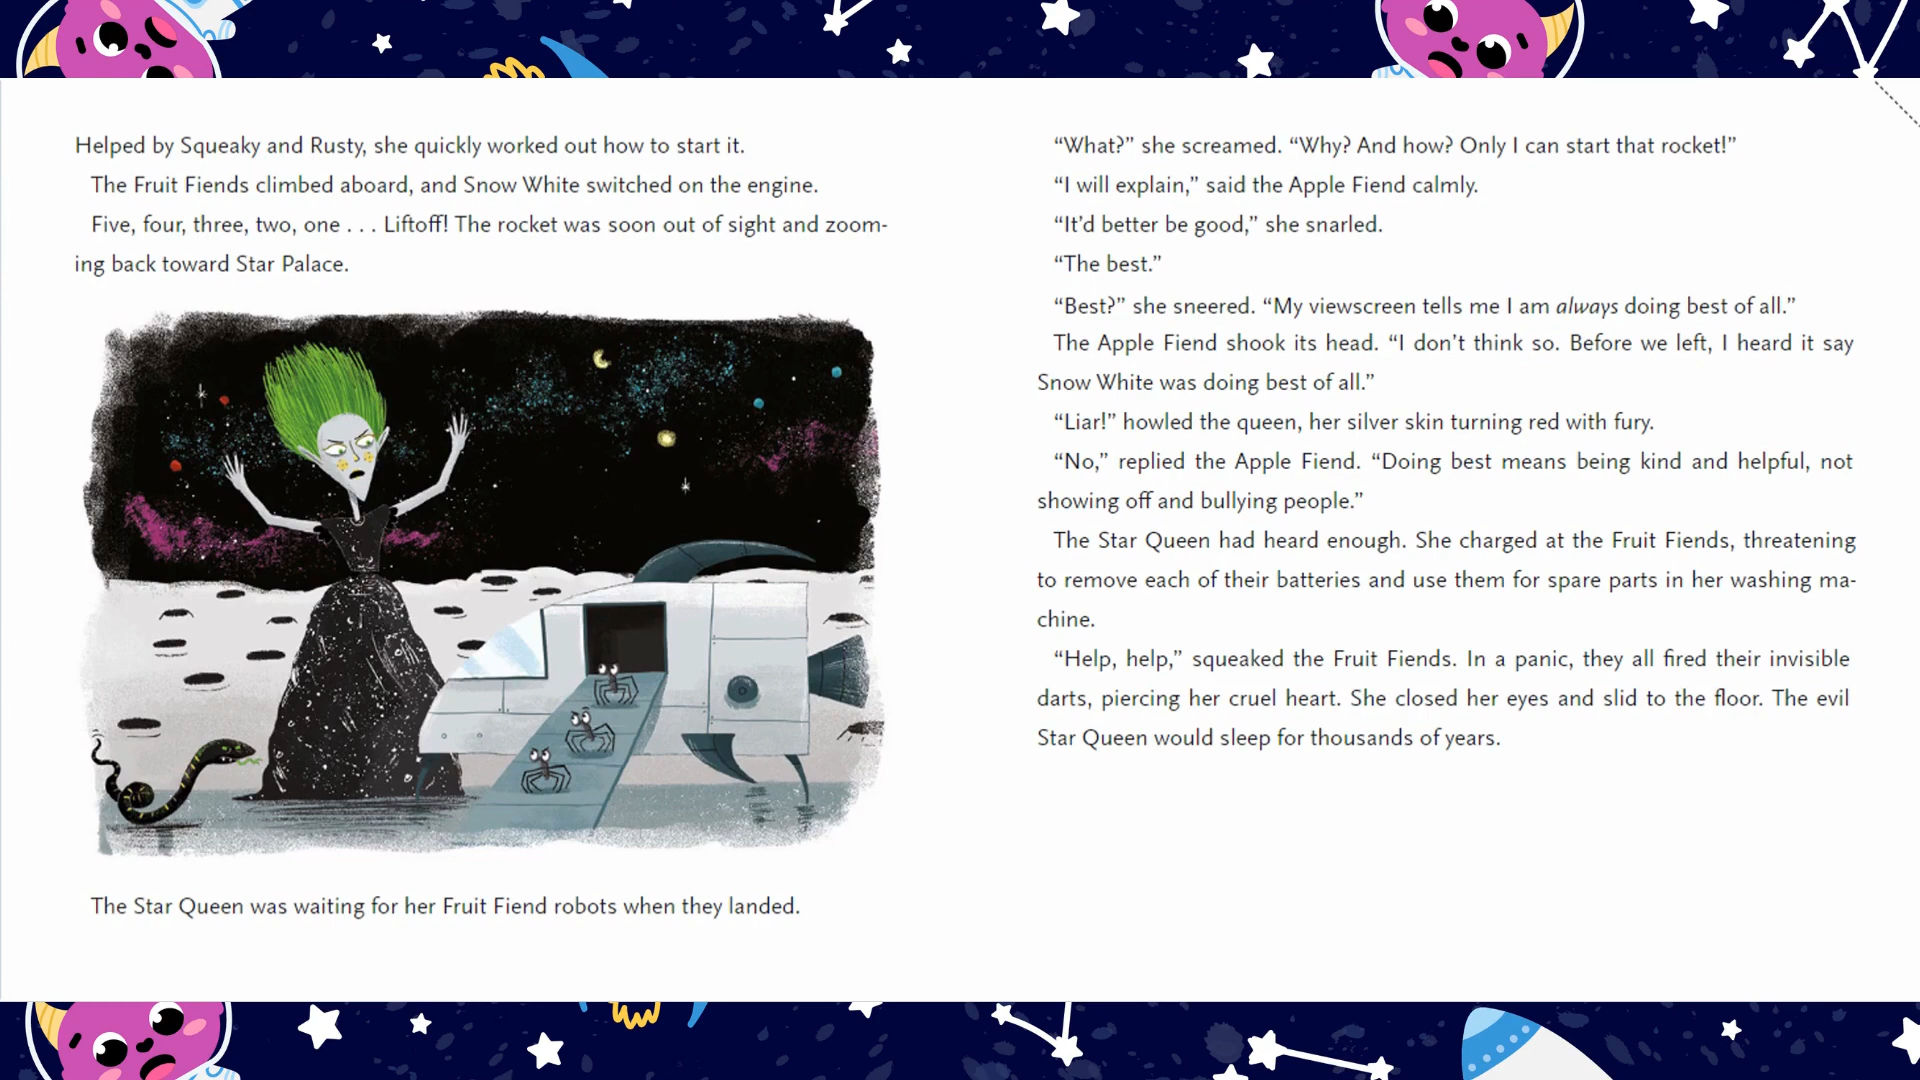 Helped by Squeaky and Rusty, she quickly worked out how to start it.
The Fruit Fiends climbed aboard, and Snow White switched on the engine.
Five, four, three, two, one . . . Liftoff! The rocket was soon out of sight and zoom-
ing back toward Star Palace.
The Star Queen was waiting for her Fruit Fiend robots when they landed.
“What?” she screamed. “Why? And how? Only I can start that rocket!”
“I will explain,” said the Apple Fiend calmly.
“It’d better be good,” she snarled.
“The best.”
“Best?” she sneered. “My viewscreen tells me I am always doing best of all.”
The Apple Fiend shook its head. “I don’t think so. Before we left, I heard it say
Snow White was doing best of all.”
“Liar!” howled the queen, her silver skin turning red with fury.
“No,” replied the Apple Fiend. “Doing best means being kind and helpful, not
showing off and bullying people.”
The Star Queen had heard enough. She charged at the Fruit Fiends, threatening
to remove each of their batteries and use them for spare parts in her washing ma-
chine.
“Help, help,” squeaked the Fruit Fiends. In a panic, they all fired their invisible
darts, piercing her cruel heart. She closed her eyes and slid to the floor. The evil
Star Queen would sleep for thousands of years.